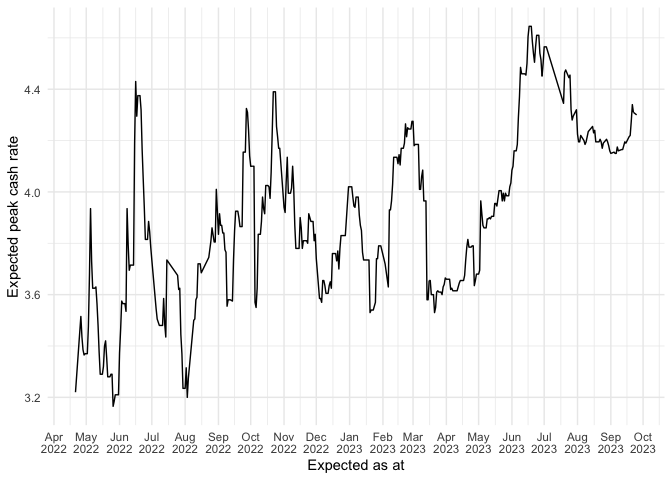 Expected peak cash rate
4.4
4.0
3.6
3.2
Apr May Jun Jul Aug Sep Oct Nov Dec Jan Feb Mar Apr May Jun Jul Aug Sep Oct
2022 2022 2022 2022 2022 2022 2022 2022 2022 2023 2023 2023 2023 2023 2023 2023 2023 2023 2023
Expected as at